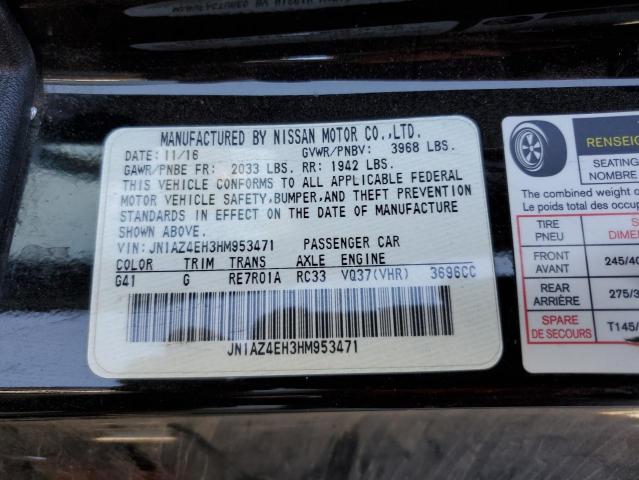 MANUFACTURED BY NISSAN MOTOR CO.,LTD.
DATE: 11/16 GVWR/PNBV: 3968 LBS.
GAWR/PNBE FR: 2033 LBS. RR: 1942 LBS.
THIS VEHICLE CONFORMS TO ALL APPLICABLE FEDERAL
MOTOR VEHICLE SAFETY,BUMPER,AND THEFT PREVENTION
STANDARDS IN EFFECT ON THE DATE OF MANUFACTURE
SHOWN ABOVE.
VIN: JN1AZ4EH3HM953471 PASSENGER CAR
COLOR TRIM TRANS AXLE ENGINE
G41 G RE7R01A RC33 VQ37(VHR) 3696CC
JN1AZ4EH3HM953471
RENSEIGN
SEATING
NOMBRE
The combined weight
Le poids total des occup
TIRE
PNEU
DIMEN
FRONT
AVANT
245/40
REAR
ARRIÈRE
275/3
SPARE
DE SECOURS
T145/